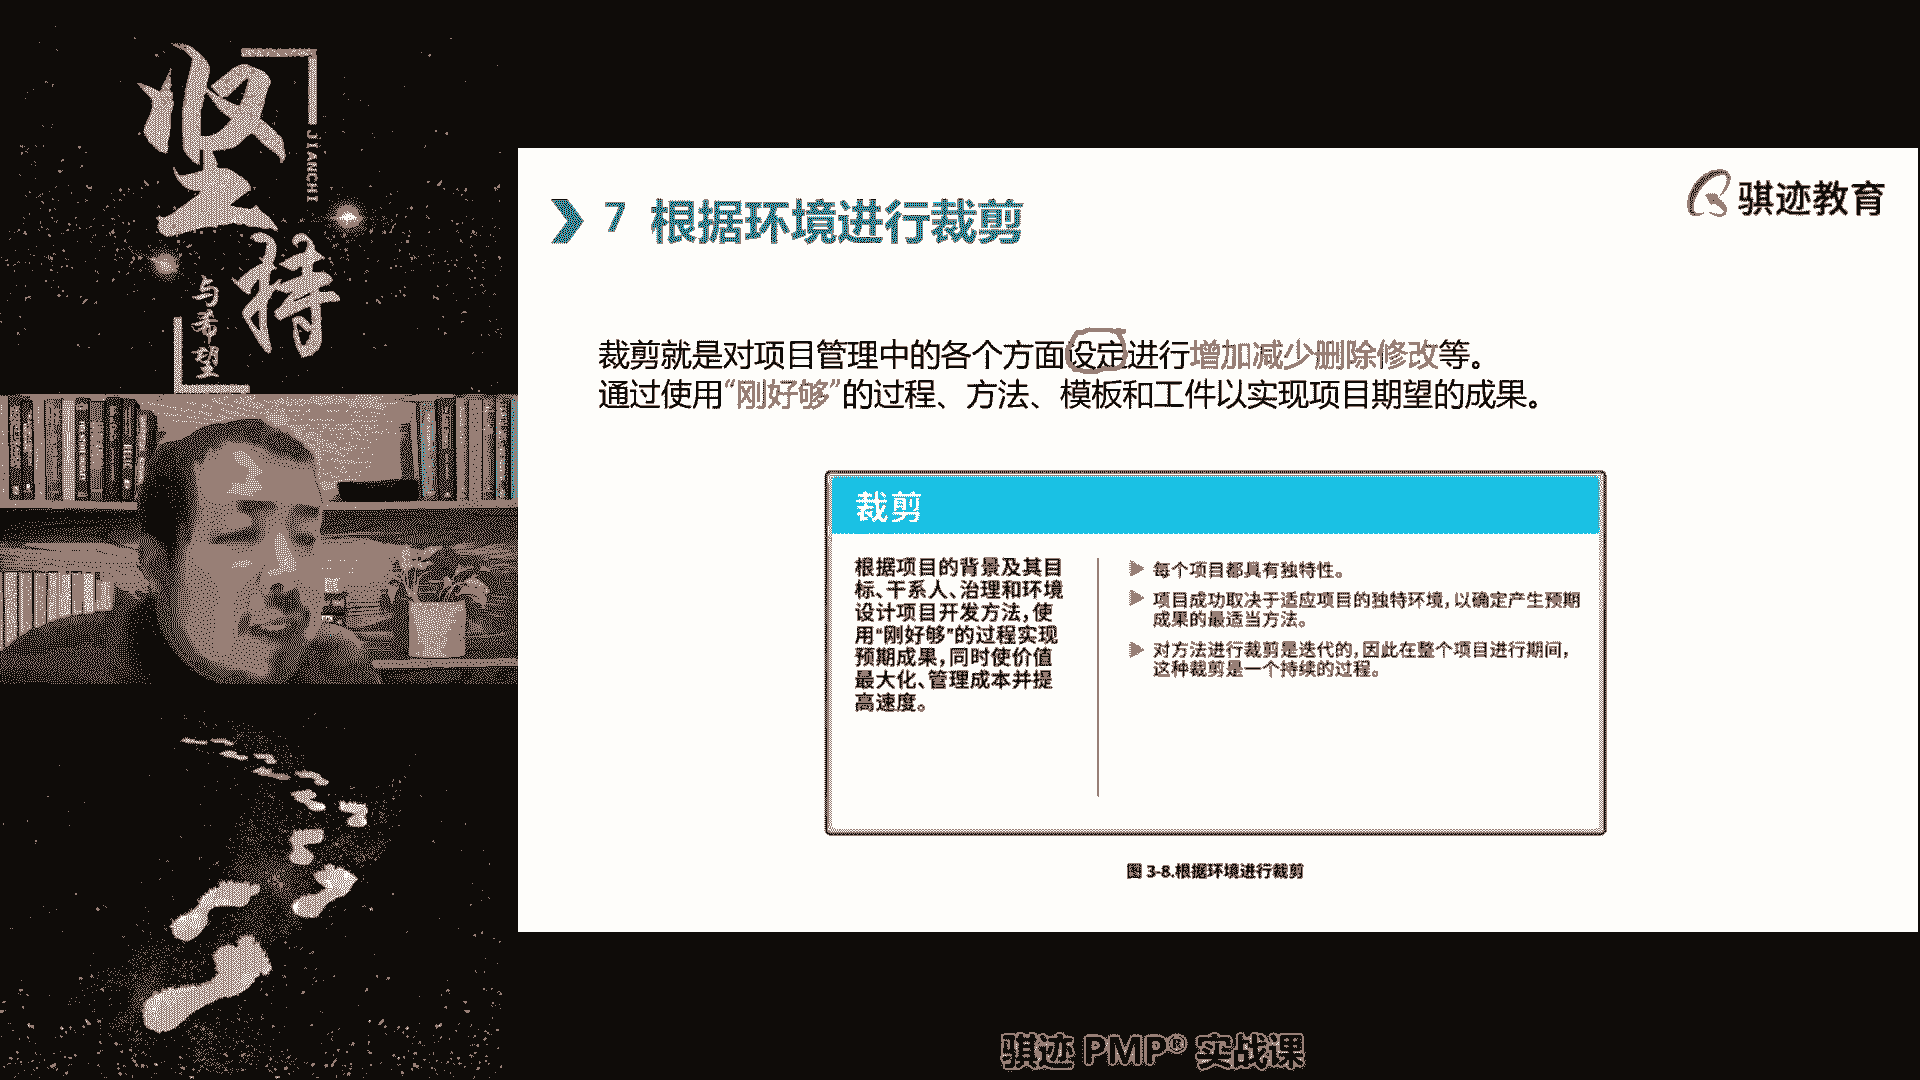 坚持
JIANCHI
与希望
骐迹教育
7 根据环境进行裁剪
裁剪就是对项目管理中的各个方面设定进行增加减少删除修改等。
通过使用“刚好够”的过程、方法、模板和工件以实现项目期望的成果。
裁剪
根据项目的背景及其目
标、干系人、治理和环境
设计项目开发方法,使
用“刚好够”的过程实现
预期成果,同时使价值
最大化、管理成本并提
高速度。
每个项目都具有独特性。
项目成功取决于适应项目的独特环境,以确定产生预期
成果的最适当方法。
对方法进行裁剪是迭代的,因此在整个项目进行期间,
这种裁剪是一个持续的过程。
图 3-8.根据环境进行裁剪
骐迹 PMP® 实战课